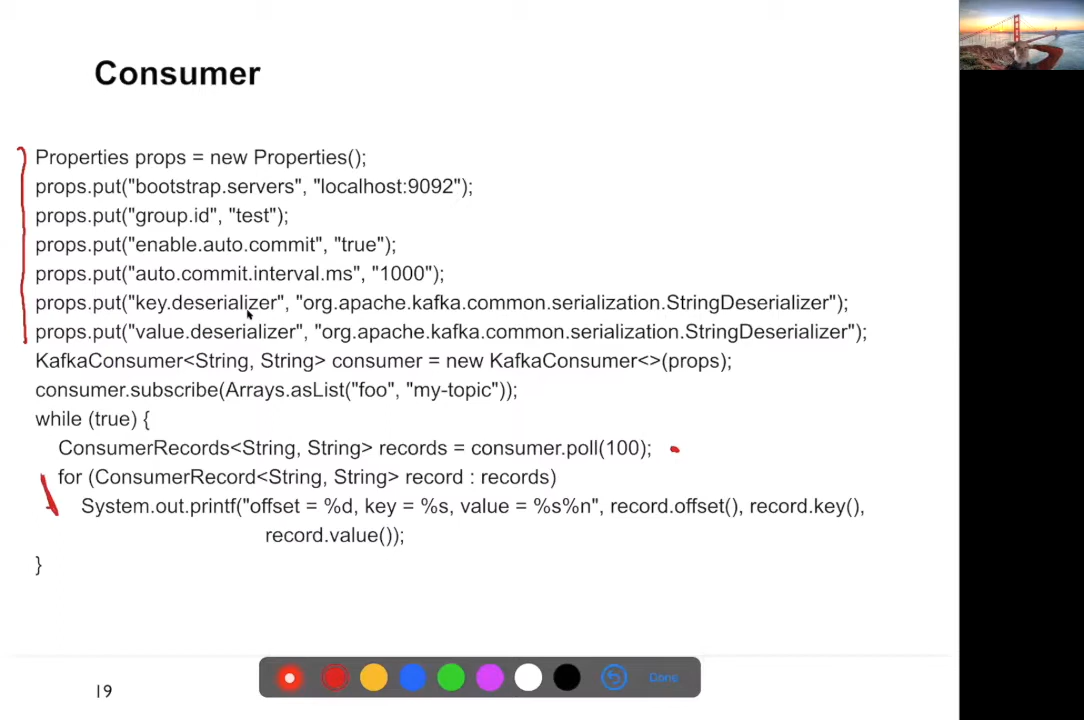 Consumer
Properties props = new Properties();
props.put("bootstrap.servers", "localhost:9092");
props.put("group.id", "test");
props.put("enable.auto.commit", "true");
props.put("auto.commit.interval.ms", "1000");
props.put("key.deserializer", "org.apache.kafka.common.serialization.StringDeserializer");
props.put("value.deserializer", "org.apache.kafka.common.serialization.StringDeserializer");
KafkaConsumer<String, String> consumer = new KafkaConsumer<>(props);
consumer.subscribe(Arrays.asList("foo", "my-topic"));
while (true) {
ConsumerRecords<String, String> records = consumer.poll(100);
for (ConsumerRecord<String, String> record : records)
System.out.printf("offset = %d, key = %s, value = %s%n", record.offset(), record.key(),
record.value());
}
19
Done